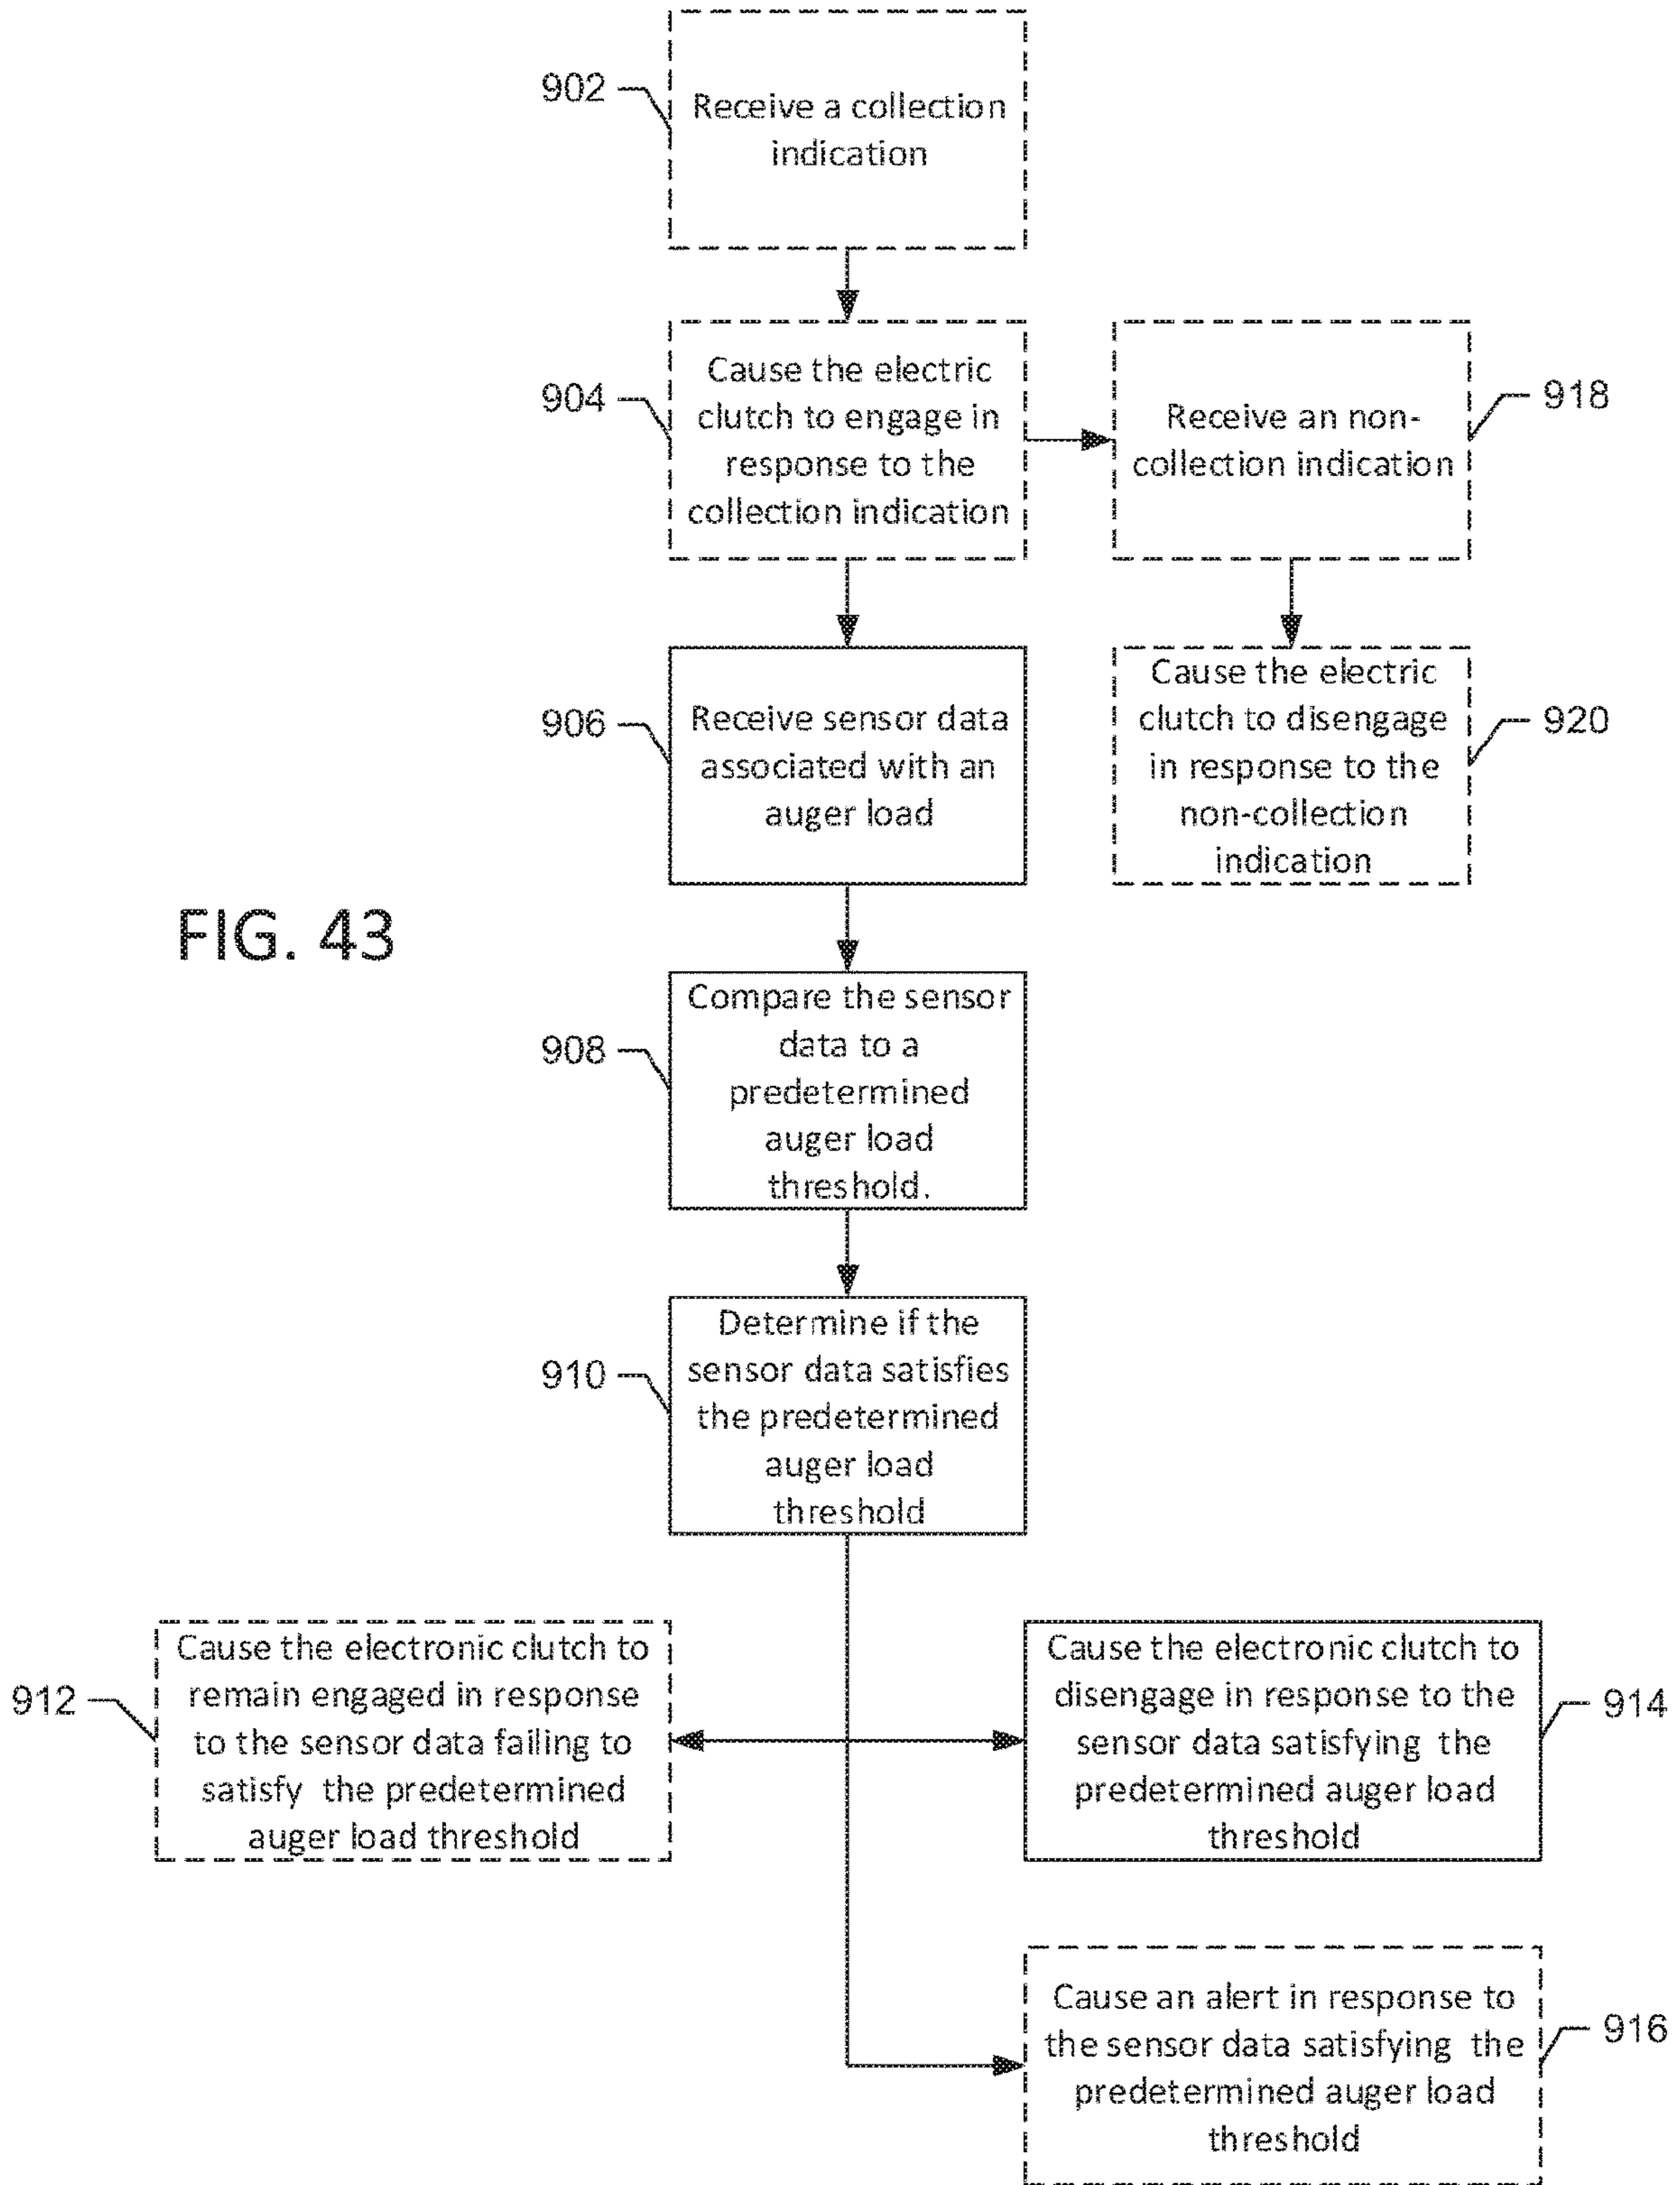 902
Receive a collection
indication
904
Cause the electric
clutch to engage in
response to the
collection indication
918
Receive an non-
collection indication
906
Receive sensor data
associated with an
auger load
920
Cause the electric
clutch to disengage
in response to the
non-collection
indication
FIG. 43
908
Compare the sensor
data to a
predetermined
auger load
threshold.
910
Determine if the
sensor data satisfies
the predetermined
auger load
threshold
912
Cause the electronic clutch to
remain engaged in response
to the sensor data failing to
satisfy the predetermined
auger load threshold
914
Cause the electronic clutch to
disengage in response to the
sensor data satisfying the
predetermined auger load
threshold
916
Cause an alert in response to
the sensor data satisfying the
predetermined auger load
threshold